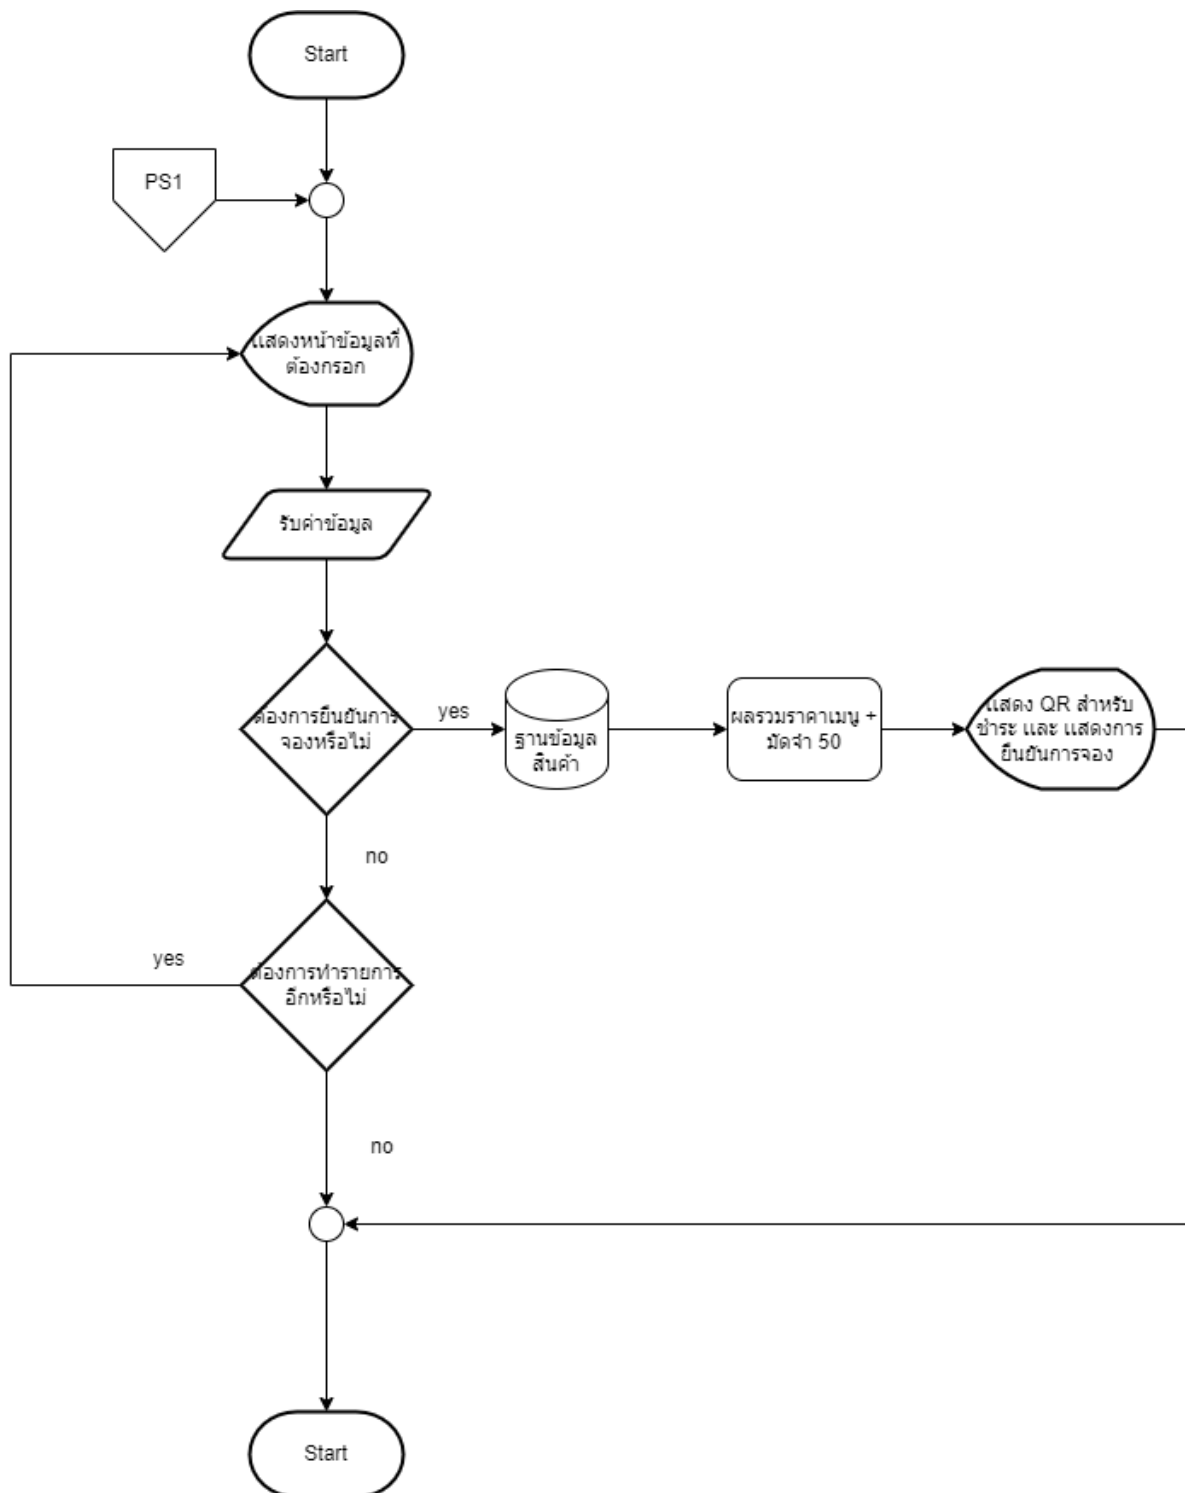 Start
PS1
แสดงหน้าข้อมูลที่
ต้องกรอก
รับค่าข้อมูล
ต้องการยืนยันการ
จองหรือไม่
yes
ฐานข้อมูล
สินค้า
ผลรวมราคาเมนู +
มัดจำ 50
แสดง QR สำหรับ
ชำระ และ แสดงการ
ยืนยันการจอง
no
ต้องการทำรายการ
อีกหรือไม่
yes
no
Start